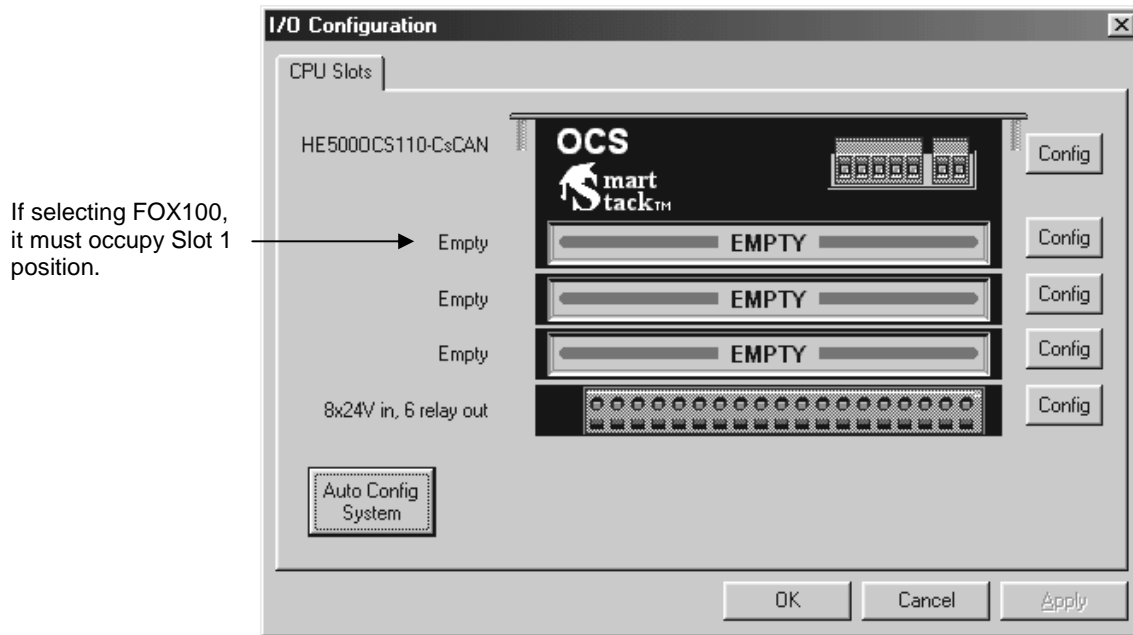 I/O Configuration
CPU Slots
HE500OCS110-CsCAN
OCS
Smart
Stack™
Config
If selecting FOX100,
it must occupy Slot 1
position.
Empty
EMPTY
Config
Empty
EMPTY
Config
Empty
EMPTY
Config
8x24V in, 6 relay out
Config
Auto Config
System
OK
Cancel
Apply